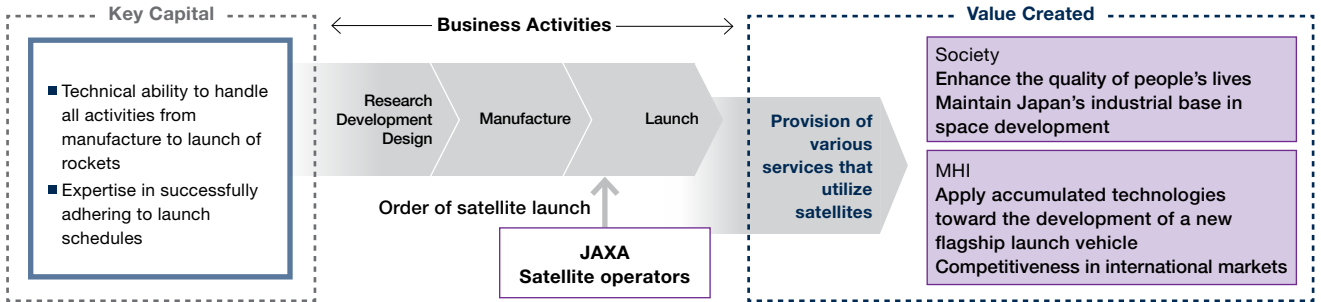 Key Capital
Technical ability to handle
all activities from
manufacture to launch of
rockets
Expertise in successfully
adhering to launch
schedules
Business Activities
Research
Development
Design
Manufacture
Launch
Order of satellite launch
JAXA
Satellite operators
Value Created
Provision of
various
services that
utilize
satellites
Society
Enhance the quality of people’s lives
Maintain Japan’s industrial base in
space development
MHI
Apply accumulated technologies
toward the development of a new
flagship launch vehicle
Competitiveness in international markets